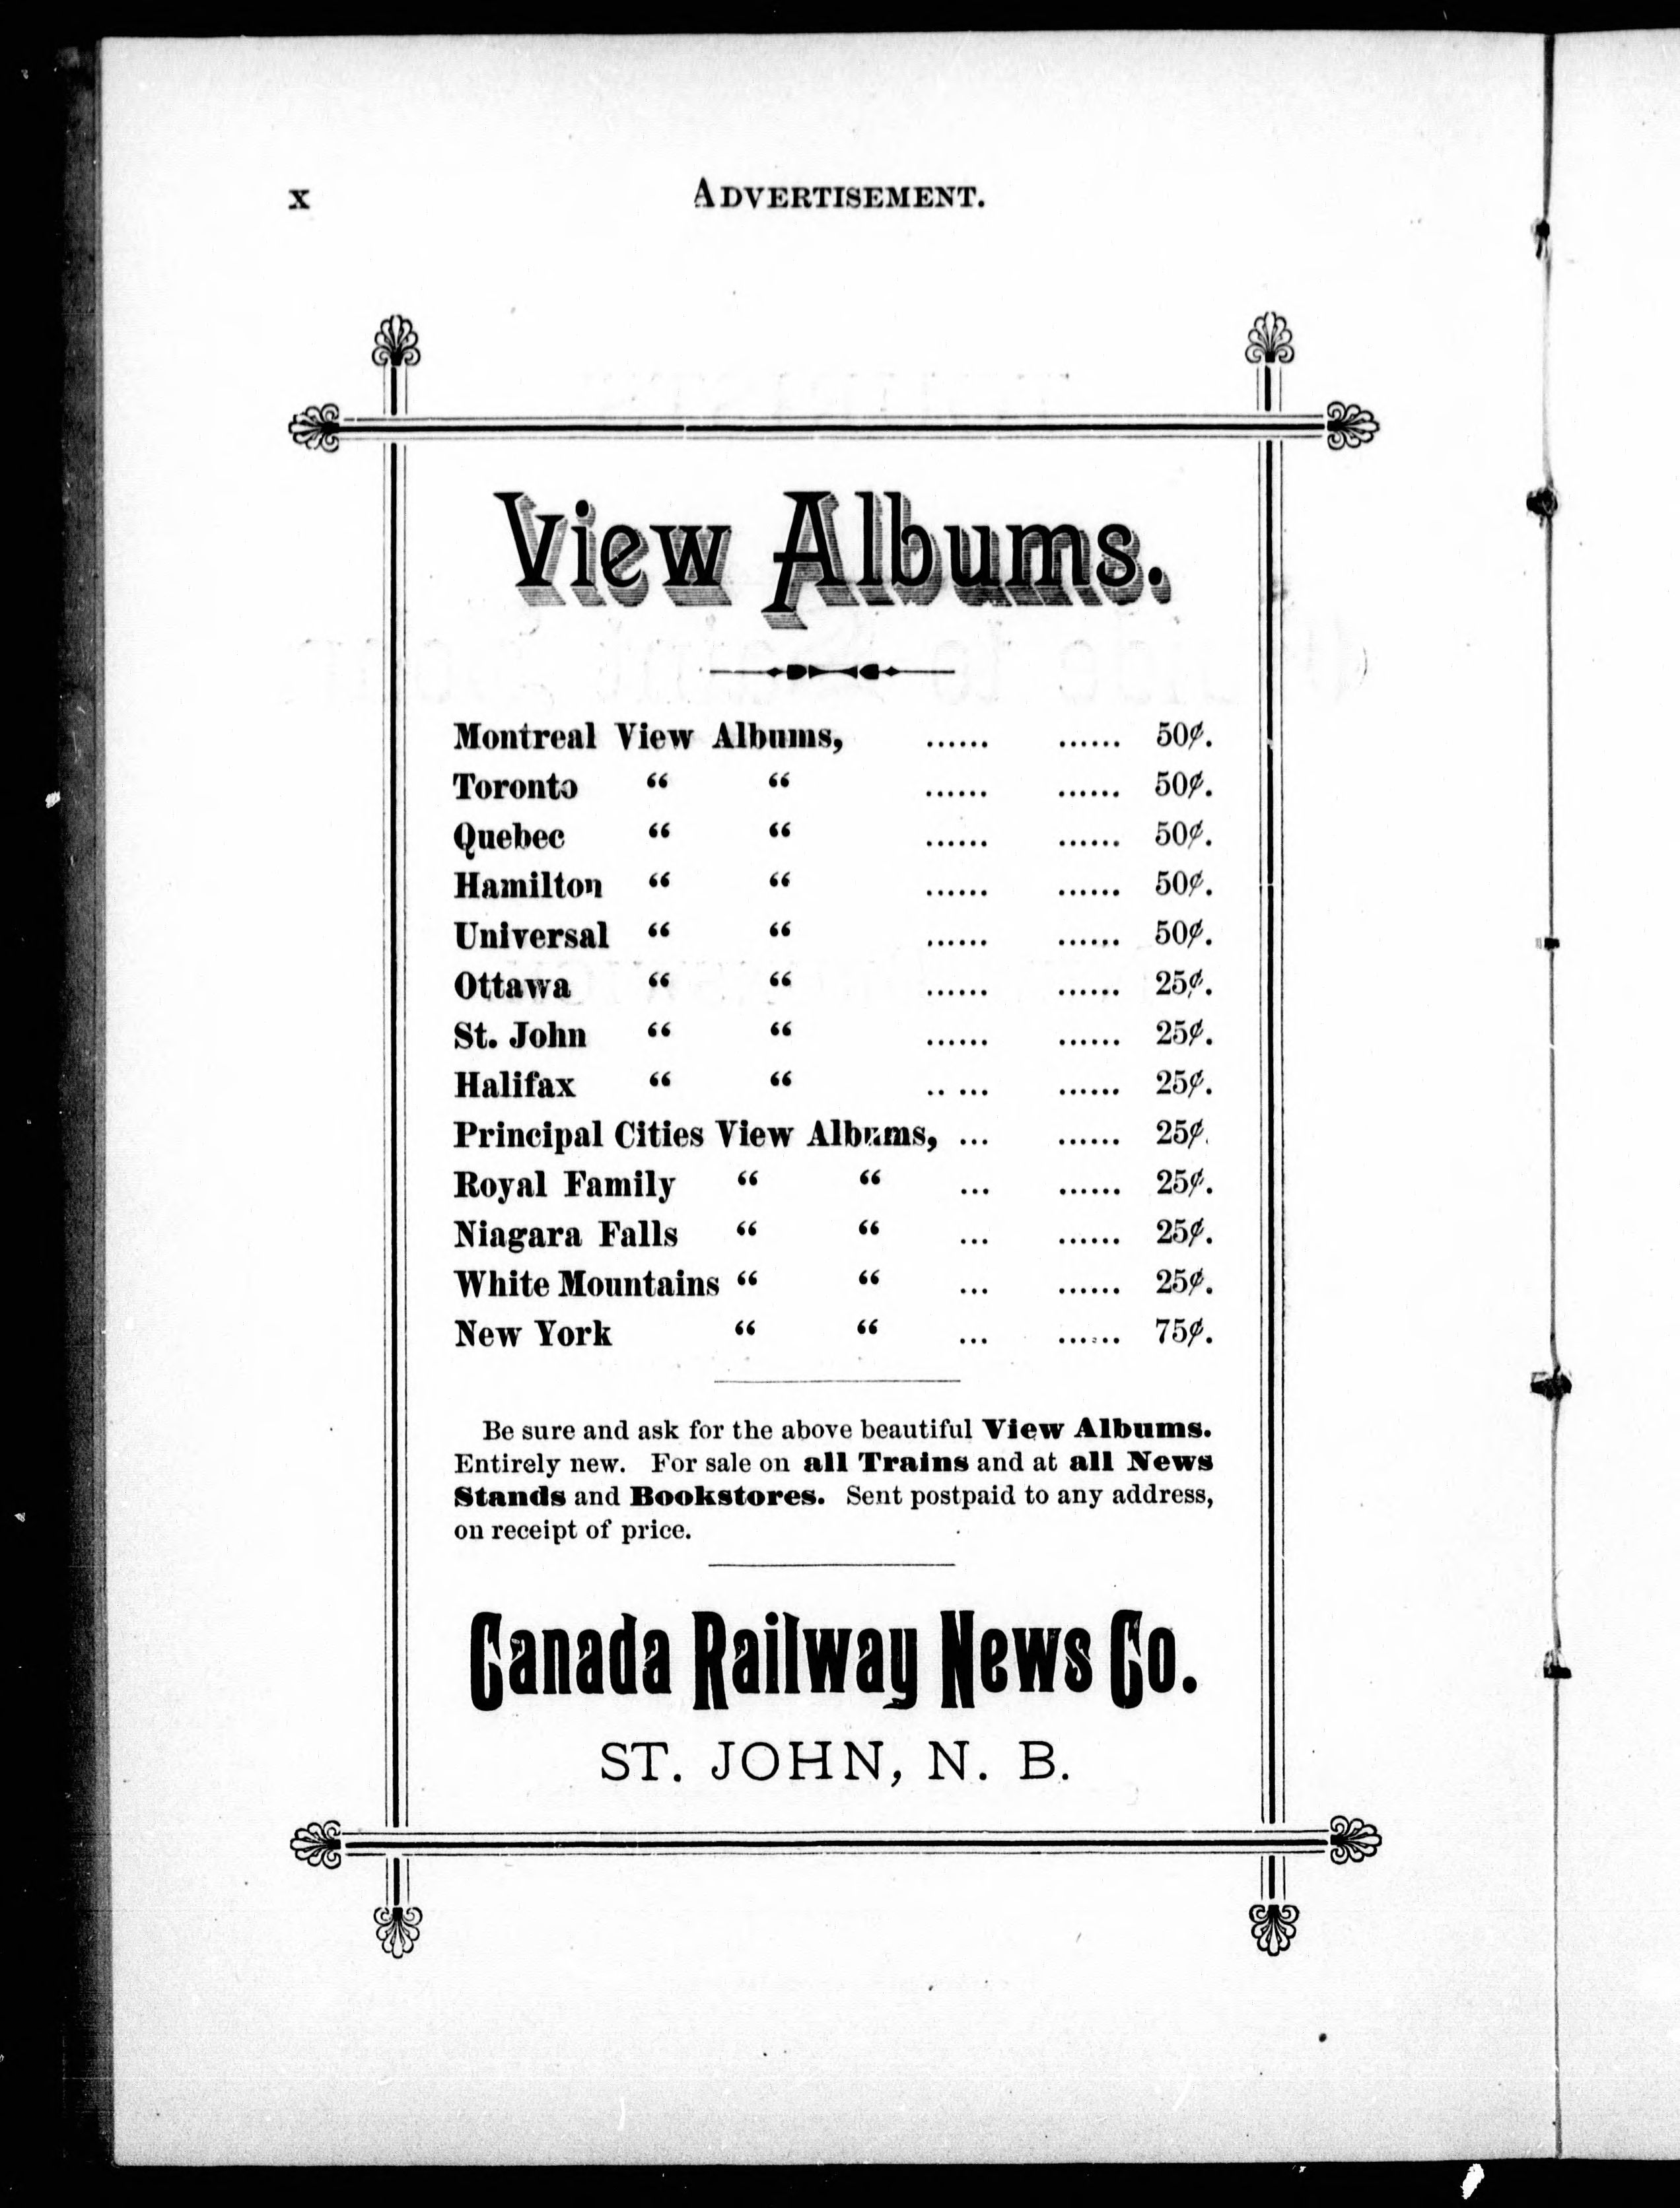 x ADVERTISEMENT.
View Albums.
Montreal View Albums, ...... ...... 50¢.
Toronto “ “ ...... ...... 50¢.
Quebec “ “ ...... ...... 50¢.
Hamilton “ “ ...... ...... 50¢.
Universal “ “ ...... ...... 50¢.
Ottawa “ “ ...... ...... 25¢.
St. John “ “ ...... ...... 25¢.
Halifax “ “ .. ... ...... 25¢.
Principal Cities View Albums, ... ...... 25¢.
Royal Family “ “ ... ...... 25¢.
Niagara Falls “ “ ... ...... 25¢.
White Mountains “ “ ... ...... 25¢.
New York “ “ ... ...... 75¢.
Be sure and ask for the above beautiful View Albums.
Entirely new. For sale on all Trains and at all News
Stands and Bookstores. Sent postpaid to any address,
on receipt of price.
Canada Railway News Co.
ST. JOHN, N. B.